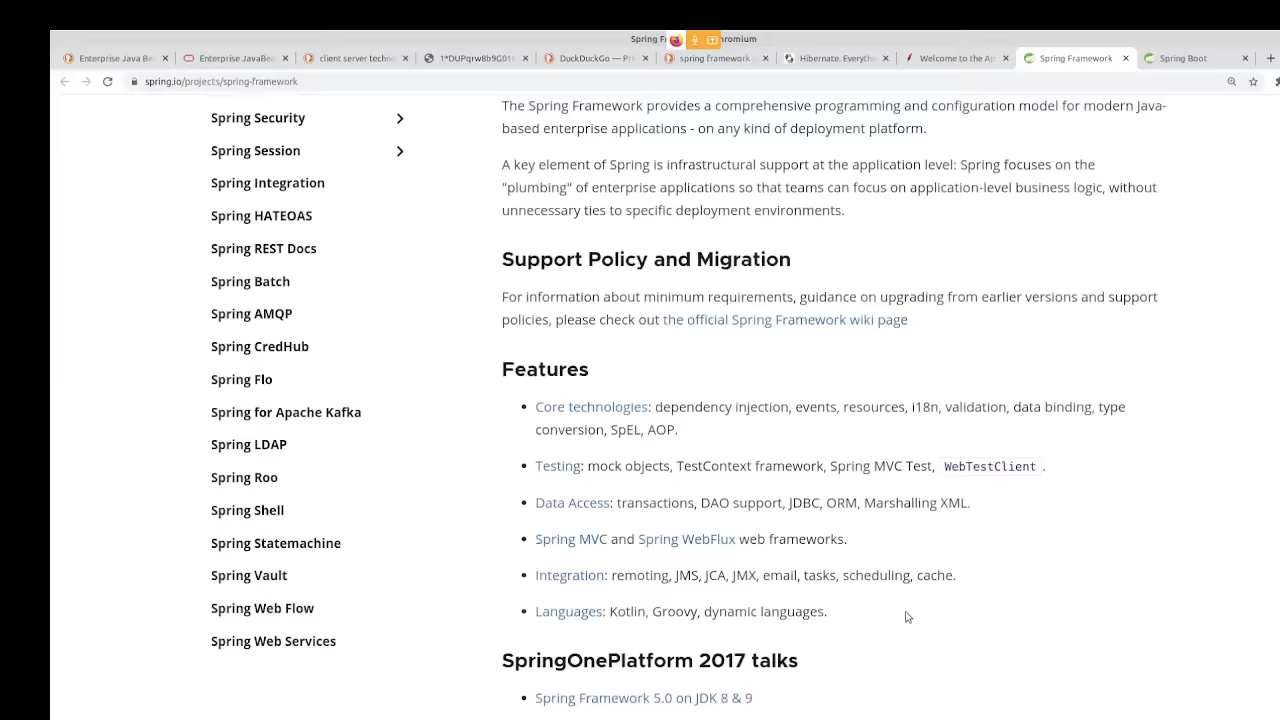 Spring F
romium
Enterprise Java Be
Enterprise JavaBea
client server techno
1*DUPqrw8b9G01f
DuckDuckGo — Pri
spring framework
Hibernate. Everyth
Welcome to the Ap
Spring Framework
Spring Boot
spring.io/projects/spring-framework
Spring Security
Spring Session
Spring Integration
Spring HATEOAS
Spring REST Docs
Spring Batch
Spring AMQP
Spring CredHub
Spring Flo
Spring for Apache Kafka
Spring LDAP
Spring Roo
Spring Shell
Spring Statemachine
Spring Vault
Spring Web Flow
Spring Web Services
The Spring Framework provides a comprehensive programming and configuration model for modern Java-
based enterprise applications - on any kind of deployment platform.
A key element of Spring is infrastructural support at the application level: Spring focuses on the
"plumbing" of enterprise applications so that teams can focus on application-level business logic, without
unnecessary ties to specific deployment environments.
Support Policy and Migration
For information about minimum requirements, guidance on upgrading from earlier versions and support
policies, please check out the official Spring Framework wiki page
Features
• Core technologies: dependency injection, events, resources, i18n, validation, data binding, type
conversion, SpEL, AOP.
• Testing: mock objects, TestContext framework, Spring MVC Test, WebTestClient.
• Data Access: transactions, DAO support, JDBC, ORM, Marshalling XML.
• Spring MVC and Spring WebFlux web frameworks.
• Integration: remoting, JMS, JCA, JMX, email, tasks, scheduling, cache.
• Languages: Kotlin, Groovy, dynamic languages.
SpringOnePlatform 2017 talks
• Spring Framework 5.0 on JDK 8 & 9